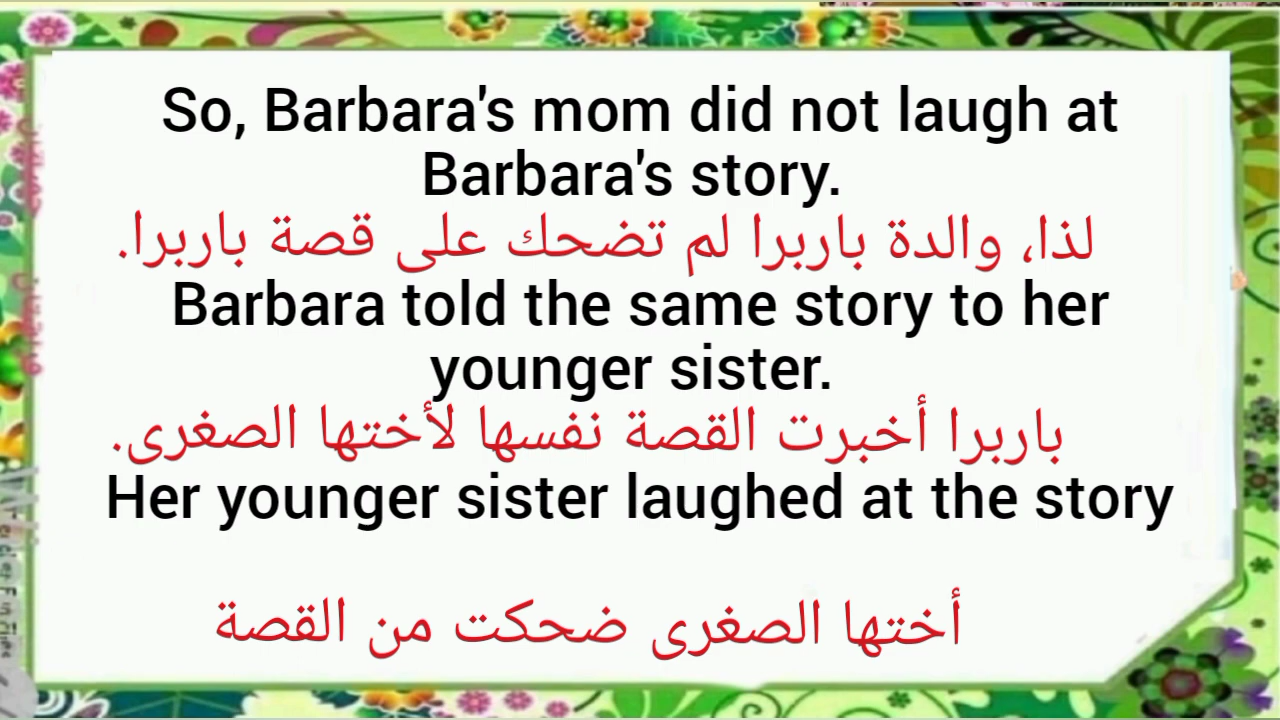 So, Barbara's mom did not laugh at
Barbara's story.
لذا، والدة باربرا لم تضحك على قصة باربرا.
Barbara told the same story to her
younger sister.
باربرا أخبرت القصة نفسها لأختها الصغرى.
Her younger sister laughed at the story
أختها الصغرى ضحكت من القصة